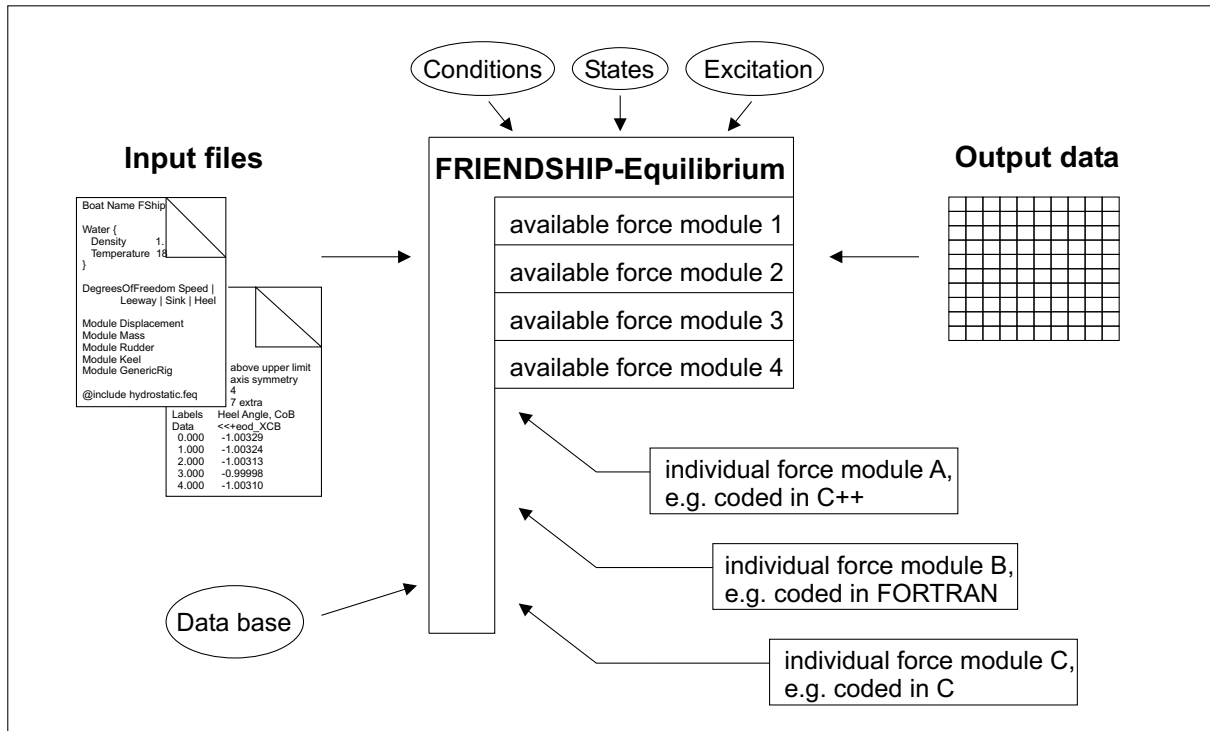 Conditions
States
Excitation
Input files
FRIENDSHIP-Equilibrium
Output data
Boat Name FShip
Water {
Density 1.
Temperature 18
}
DegreesOfFreedom Speed |
Leeway | Sink | Heel
Module Displacement
Module Mass
Module Rudder
Module Keel
Module GenericRig
@include hydrostatic.feq
above upper limit
axis symmetry
4
7 extra
Labels Heel Angle, CoB
Data <<+eod_XCB
0.000 -1.00329
1.000 -1.00324
2.000 -1.00313
3.000 -0.99998
4.000 -1.00310
available force module 1
available force module 2
available force module 3
available force module 4
individual force module A,
e.g. coded in C++
individual force module B,
e.g. coded in FORTRAN
individual force module C,
e.g. coded in C
Data base